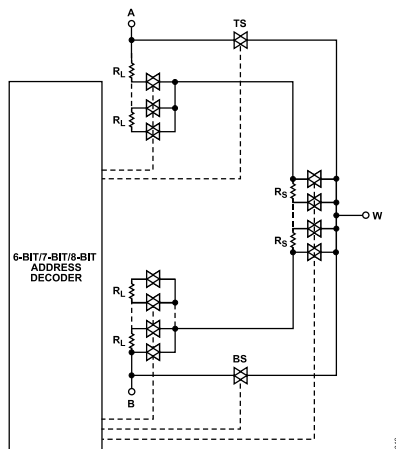 A
TS
RL
RL
RS
W
RS
6-BIT/7-BIT/8-BIT
ADDRESS
DECODER
RL
RL
BS
B